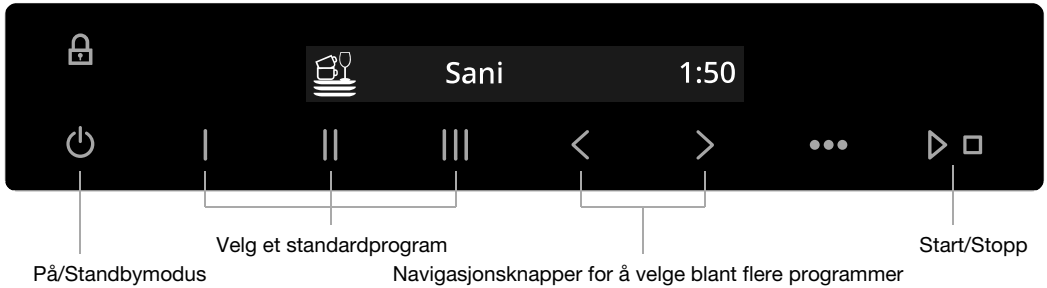 Sani 1:50
Velg et standardprogram
Start/Stopp
På/Standbymodus
Navigasjonsknapper for å velge blant flere programmer